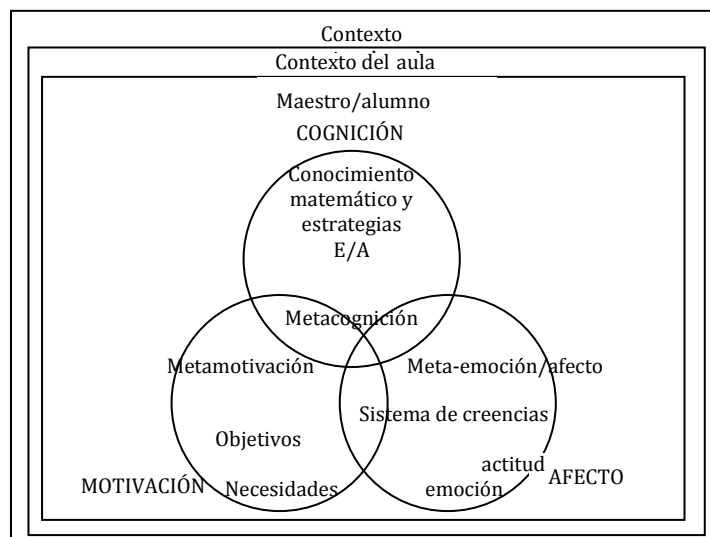 Contexto
Contexto del aula
Maestro/alumno
COGNICIÓN
Conocimiento
matemático y
estrategias
E/A
Metacognición
Metamotivación
Meta-emoción/afecto
Sistema de creencias
Objetivos
actitud
MOTIVACIÓN
Necesidades
emoción
AFECTO